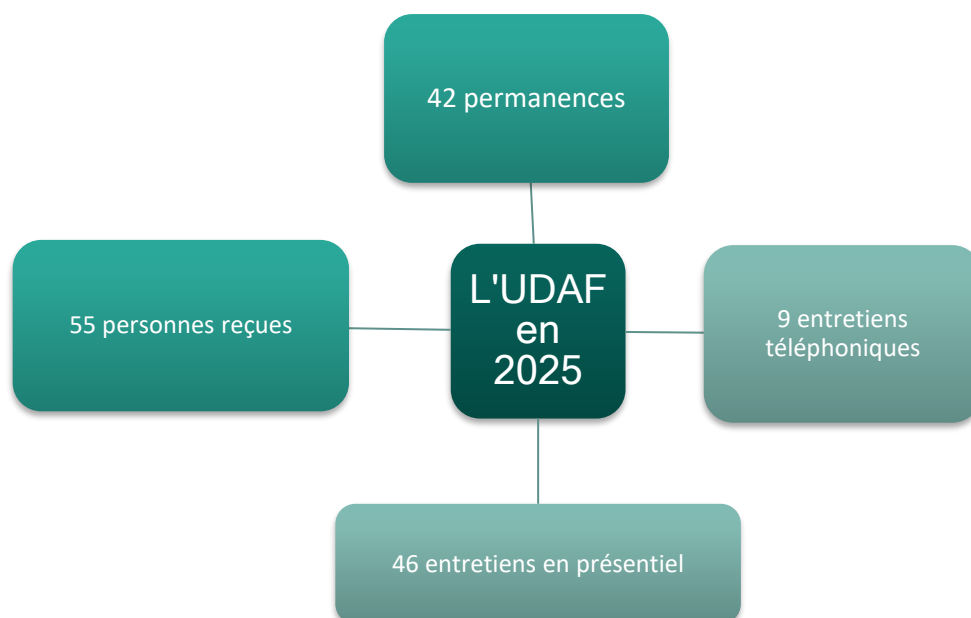 42 permanences
55 personnes reçues
L'UDAF
en
2025
9 entretiens
téléphoniques
46 entretiens en présentiel